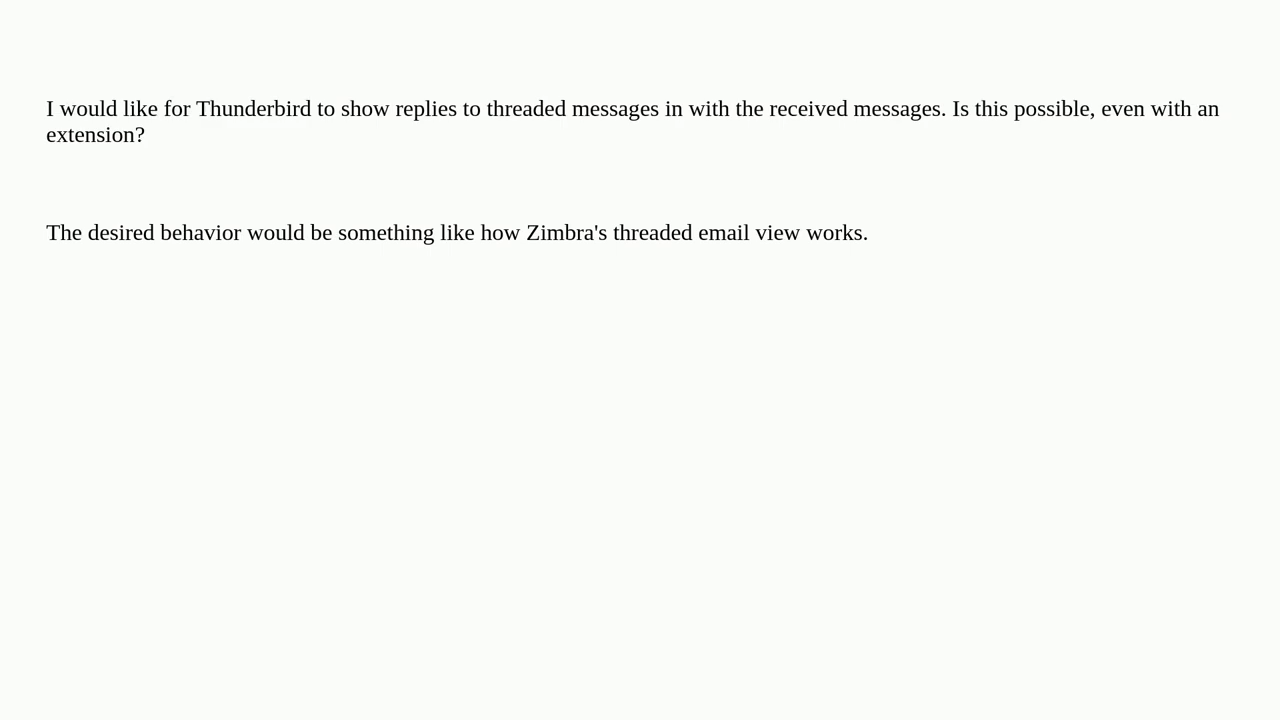 I would like for Thunderbird to show replies to threaded messages in with the received messages. Is this possible, even with an
extension?
The desired behavior would be something like how Zimbra's threaded email view works.